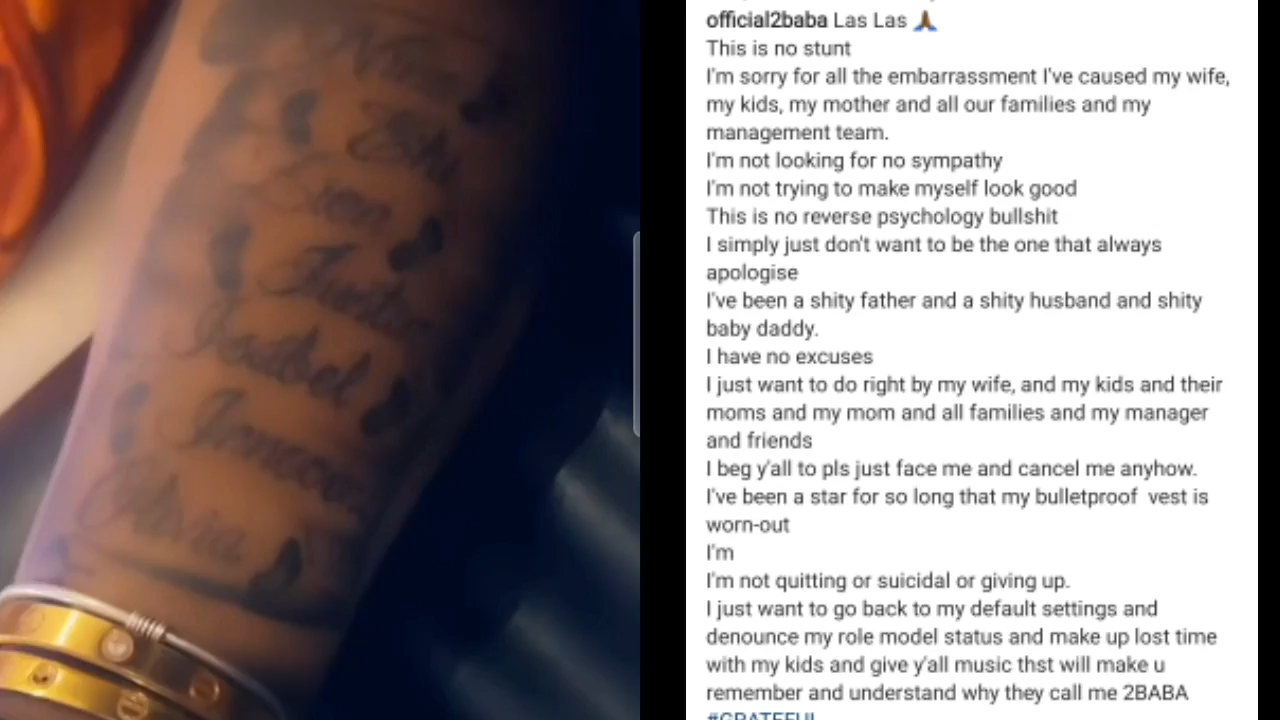 Zion
Justin
Isabel
Olivia
official2baba Las Las 🙏🏾
This is no stunt
I'm sorry for all the embarrassment I've caused my wife,
my kids, my mother and all our families and my
management team.
I'm not looking for no sympathy
I'm not trying to make myself look good
This is no reverse psychology bullshit
I simply just don't want to be the one that always
apologise
I've been a shity father and a shity husband and shity
baby daddy.
I have no excuses
I just want to do right by my wife, and my kids and their
moms and my mom and all families and my manager
and friends
I beg y'all to pls just face me and cancel me anyhow.
I've been a star for so long that my bulletproof vest is
worn-out
I'm
I'm not quitting or suicidal or giving up.
I just want to go back to my default settings and
denounce my role model status and make up lost time
with my kids and give y'all music thst will make u
remember and understand why they call me 2BABA
#GRATEFUL